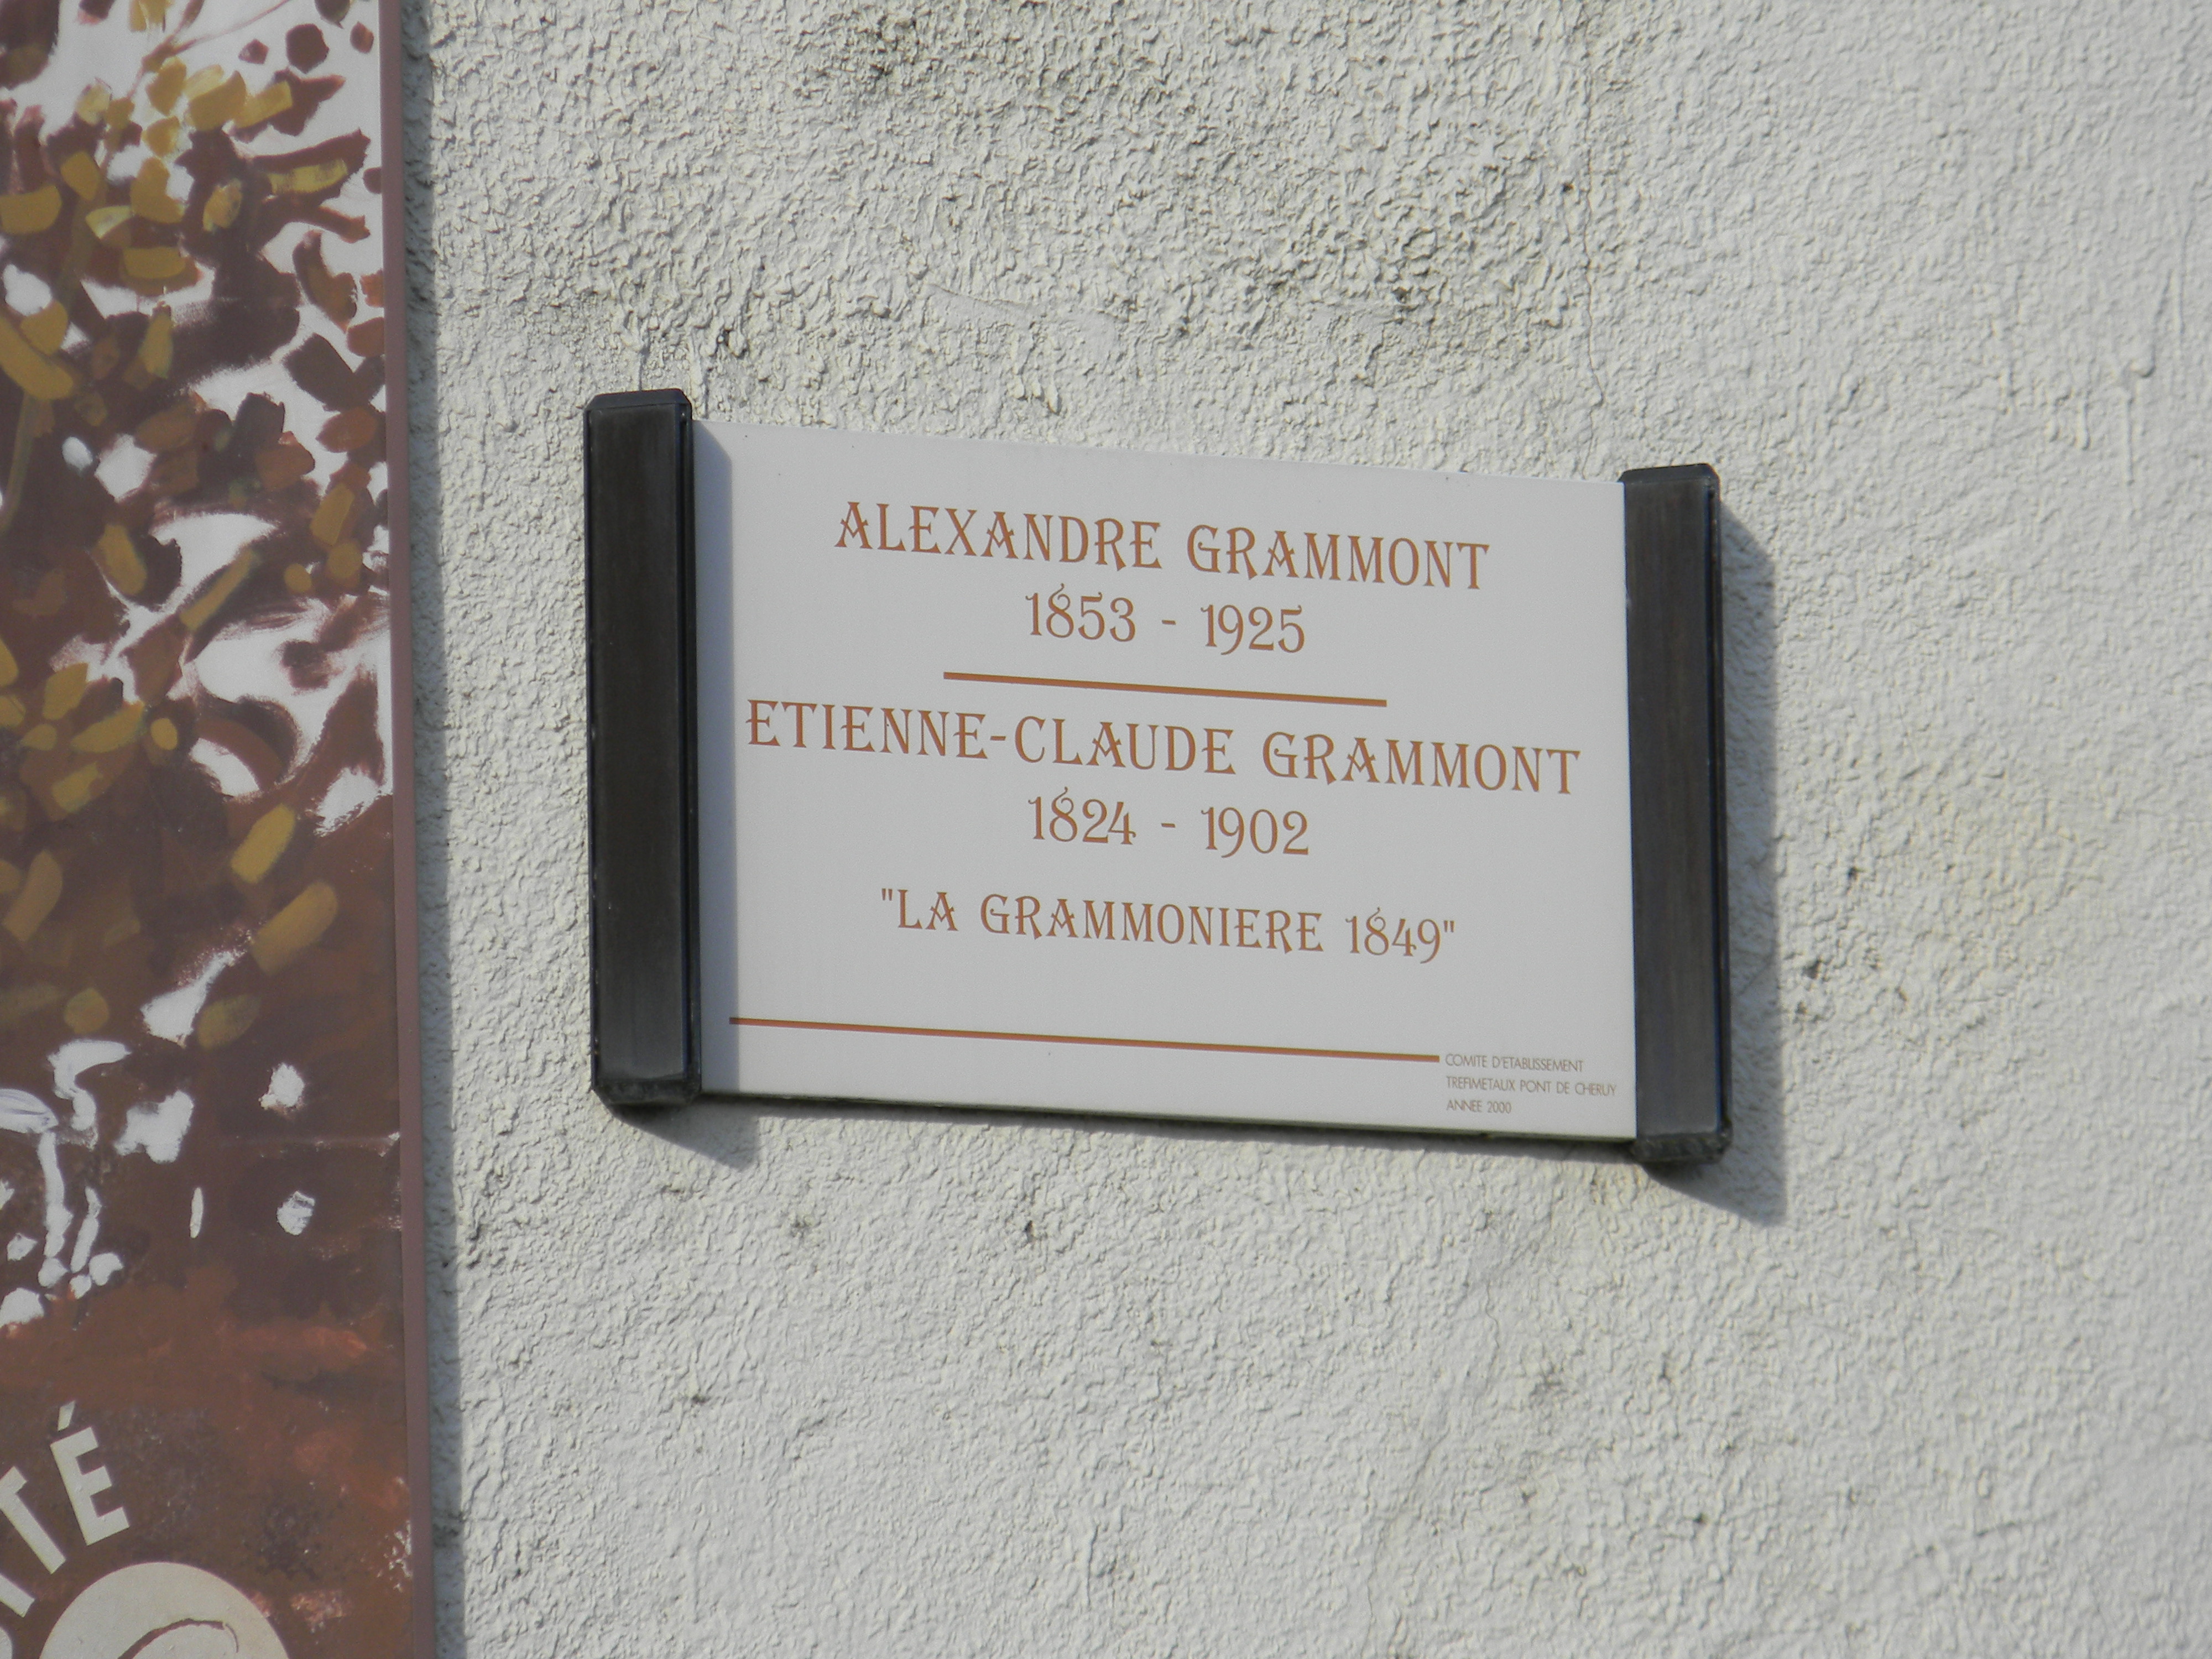 ALEXANDRE GRAMMONT
1853 - 1925
ETIENNE-CLAUDE GRAMMONT
1824 - 1902
"LA GRAMMONIERE 1849"
COMITE D'ETABLISSEMENT
TREFIMETAUX PONT DE CHERUY
ANNEE 2000